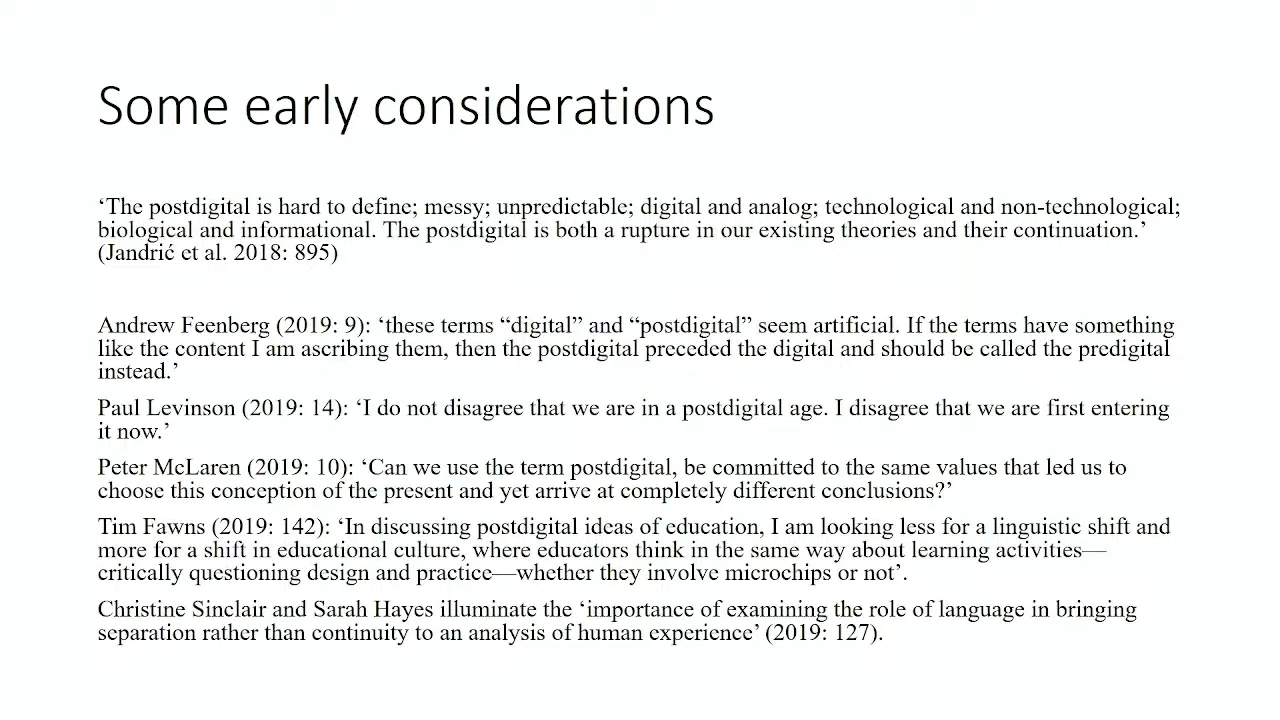 Some early considerations
‘The postdigital is hard to define; messy; unpredictable; digital and analog; technological and non-technological;
biological and informational. The postdigital is both a rupture in our existing theories and their continuation.’
(Jandrić et al. 2018: 895)
Andrew Feenberg (2019: 9): ‘these terms “digital” and “postdigital” seem artificial. If the terms have something
like the content I am ascribing them, then the postdigital preceded the digital and should be called the predigital
instead.’
Paul Levinson (2019: 14): ‘I do not disagree that we are in a postdigital age. I disagree that we are first entering
it now.’
Peter McLaren (2019: 10): ‘Can we use the term postdigital, be committed to the same values that led us to
choose this conception of the present and yet arrive at completely different conclusions?’
Tim Fawns (2019: 142): ‘In discussing postdigital ideas of education, I am looking less for a linguistic shift and
more for a shift in educational culture, where educators think in the same way about learning activities—
critically questioning design and practice—whether they involve microchips or not’.
Christine Sinclair and Sarah Hayes illuminate the ‘importance of examining the role of language in bringing
separation rather than continuity to an analysis of human experience’ (2019: 127).